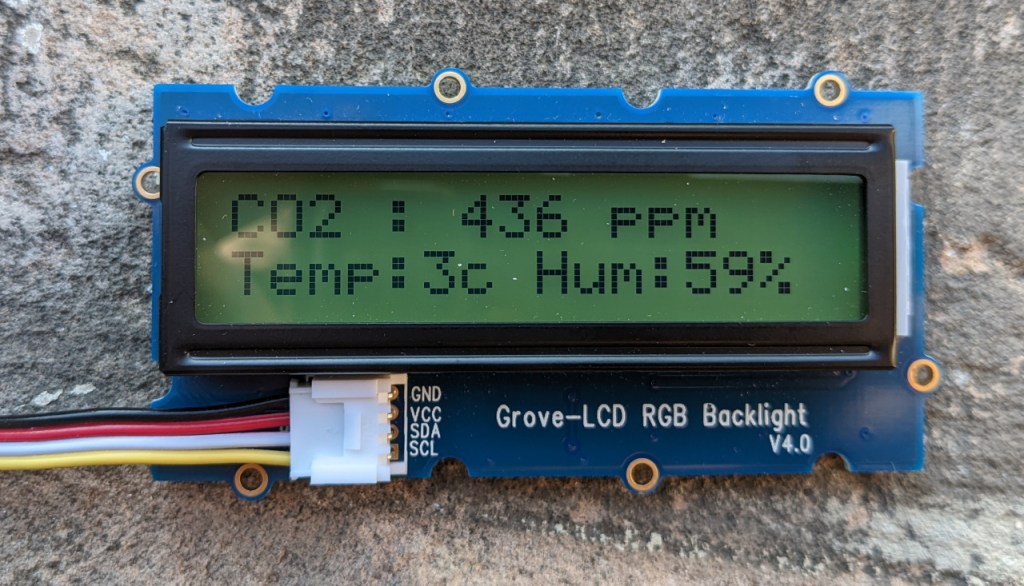 CO2 : 436 ppm
Temp:3c Hum:59%
GND
VCC
SDA
SCL
Grove-LCD RGB Backlight
V4.0